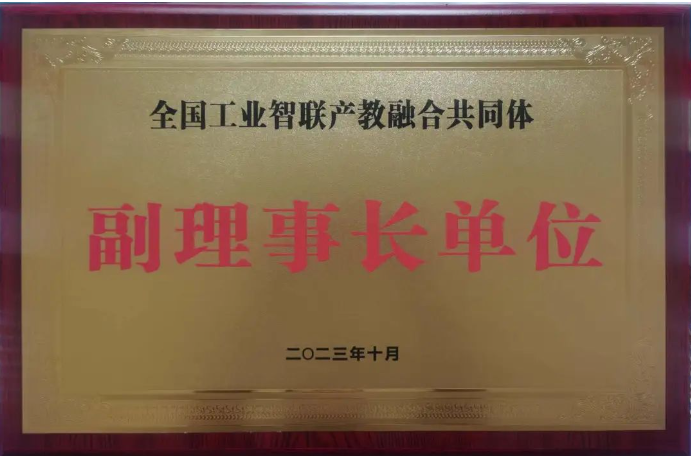 全国工业智联产教融合共同体
副理事长单位
二〇二三年十月